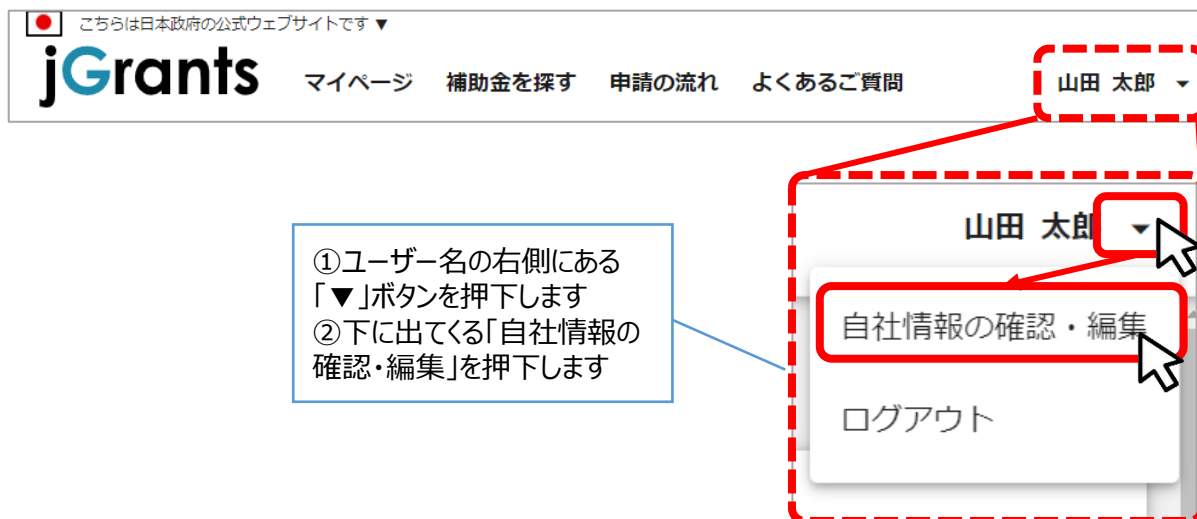 こちらは日本政府の公式ウェブサイトです ▼
jGrants マイページ 補助金を探す 申請の流れ よくあるご質問 山田 太郎 ▼
山田 太郎 ▼
①ユーザー名の右側にある
「▼」ボタンを押下します
②下に出てくる「自社情報の
確認・編集」を押下します
自社情報の確認・編集
ログアウト